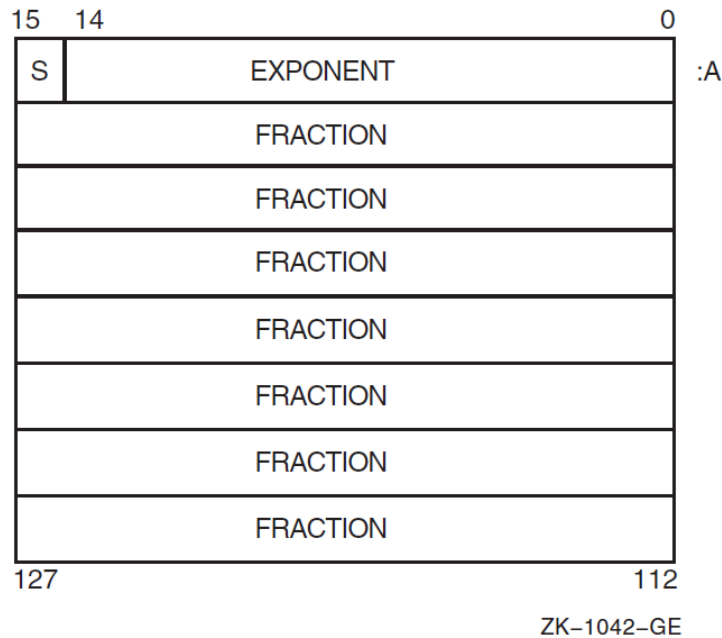 15 14 0
S EXPONENT :A
FRACTION
FRACTION
FRACTION
FRACTION
FRACTION
FRACTION
FRACTION
127 112
ZK–1042–GE